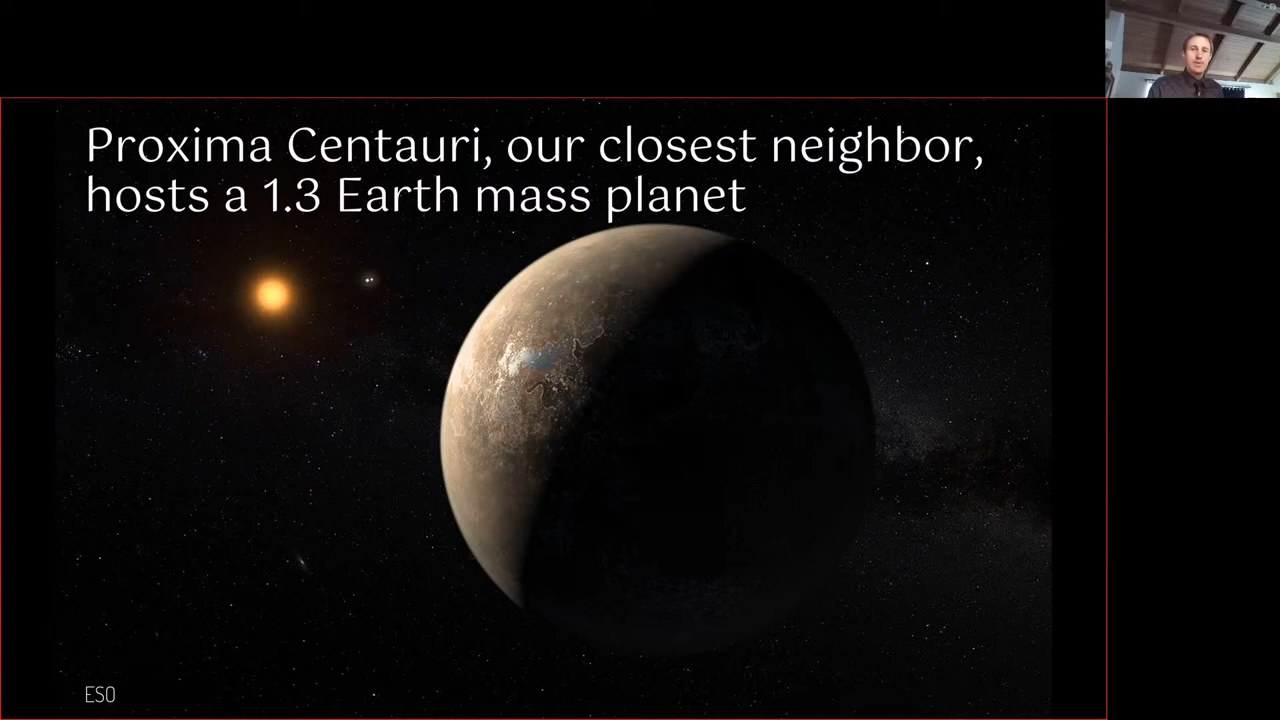 Proxima Centauri, our closest neighbor,
hosts a 1.3 Earth mass planet
ESO